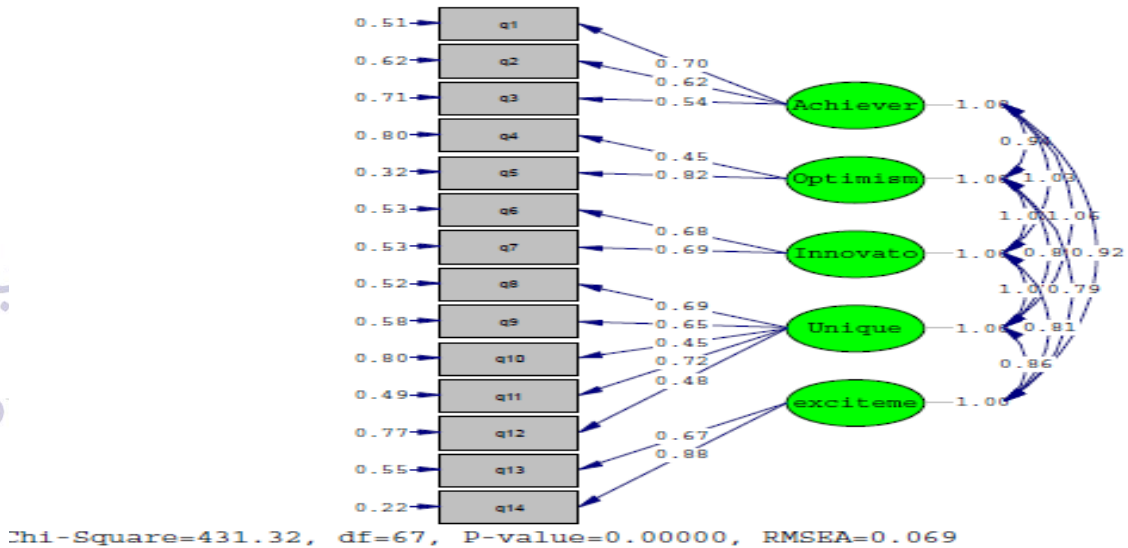 0.51 q1
0.62 q2
0.70
0.62
0.71 q3
0.54
Achiever 1.00
0.80 q4
0.94
0.45
0.32 q5
0.82
Optimism 1.03
0.53 q6
1.06
0.68
0.53 q7
0.69
Innovato 0.92
0.52 q8
0.79
0.69
0.58 q9
0.65
Unique 0.81
0.80 q10
0.45
0.72
0.86
0.49 q11
0.48
exciteme 1.00
0.77 q12
0.67
0.55 q13
0.88
0.22 q14
Chi-Square=431.32, df=67, P-value=0.00000, RMSEA=0.069